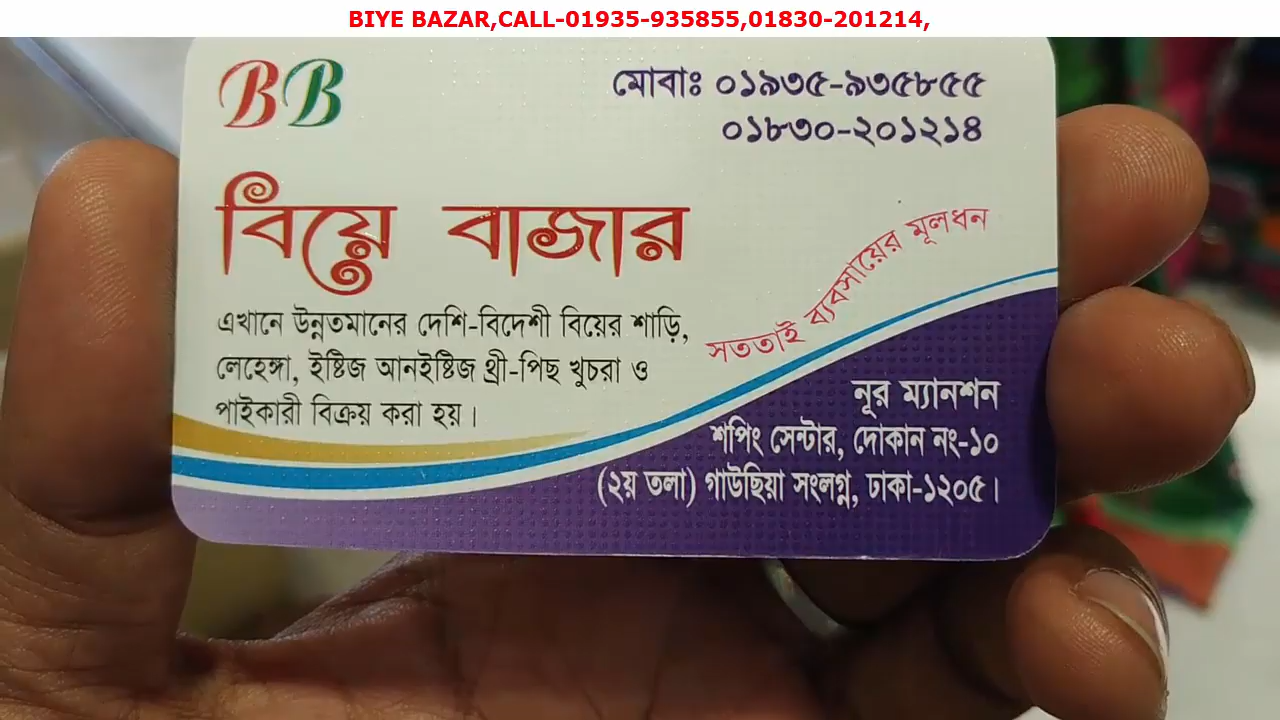 BIYE BAZAR,CALL-01935-935855,01830-201214,
BB
মোবাঃ ০১৯৩৫-৯৩৫৮৫৫
০১৮৩০-২০১২১৪
বিয়ে বাজার
সততাই ব্যবসায়ের মূলধন
এখানে উন্নতমানের দেশি-বিদেশী বিয়ের শাড়ি,
লেহেঙ্গা, ইষ্টিজ আনইষ্টিজ থ্রী-পিছ খুচরা ও
পাইকারী বিক্রয় করা হয়।
নূর ম্যানশন
শপিং সেন্টার, দোকান নং-১০
(২য় তলা) গাউছিয়া সংলগ্ন, ঢাকা-১২০৫।